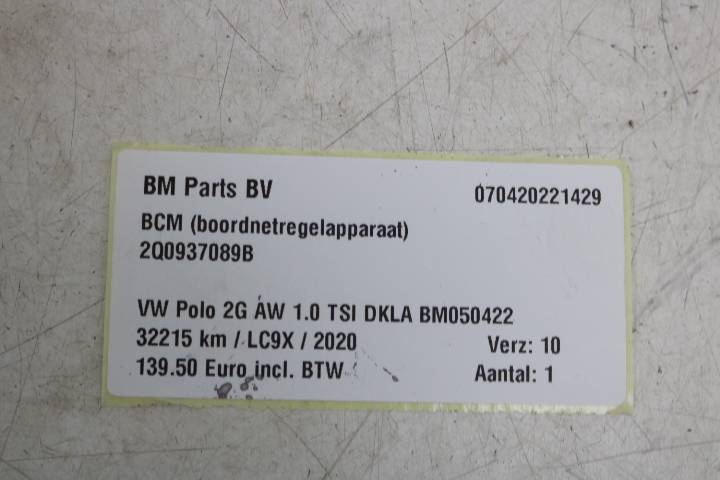 BM Parts BV 070420221429
BCM (boordnetregelapparaat)
2Q0937089B
VW Polo 2G AW 1.0 TSI DKLA BM050422
32215 km / LC9X / 2020 Verz: 10
139.50 Euro incl. BTW Aantal: 1